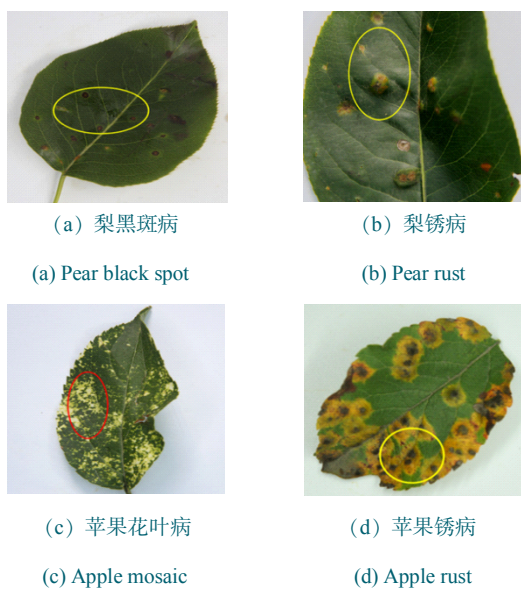 （a）梨黑斑病
(a) Pear black spot
（b）梨锈病
(b) Pear rust
（c）苹果花叶病
(c) Apple mosaic
（d）苹果锈病
(d) Apple rust